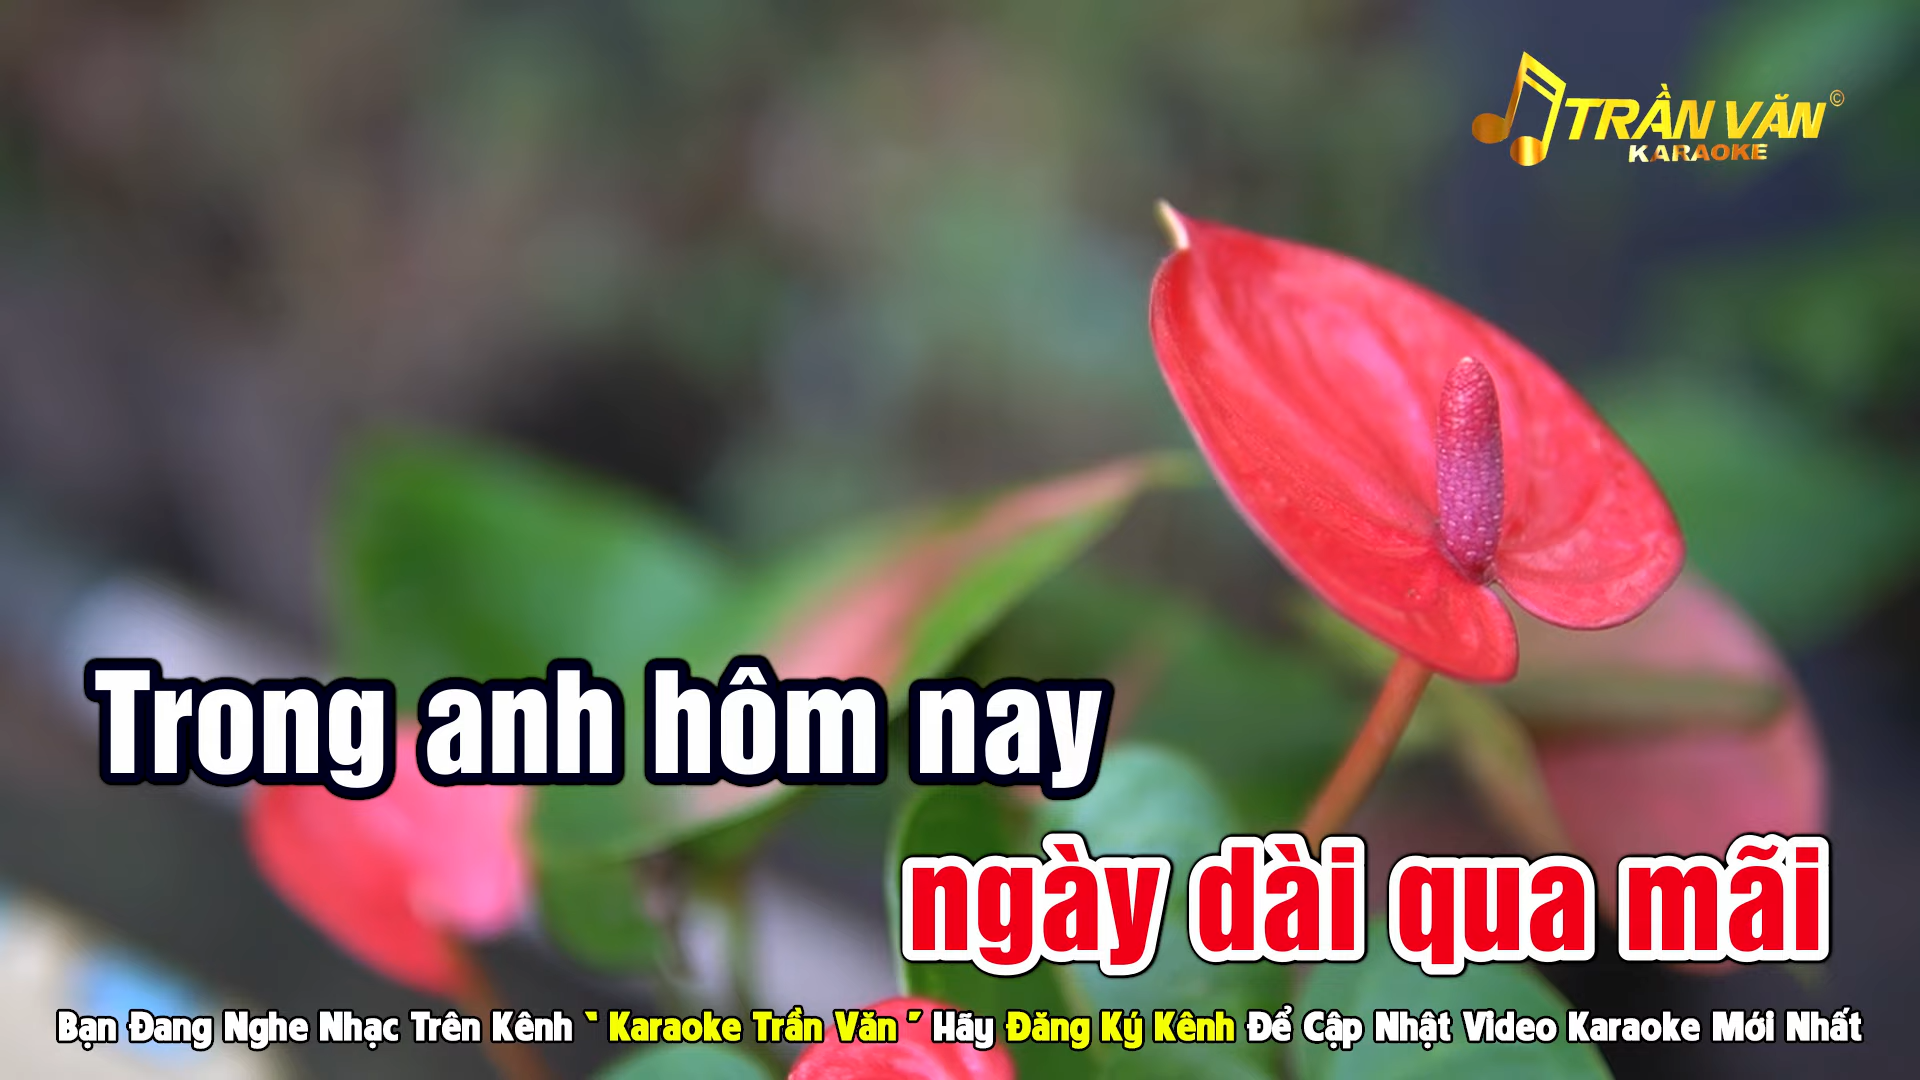 TRẦN VĂN©
KARAOKE
Trong anh hôm nay
ngày dài qua mãi
Bạn Đang Nghe Nhạc Trên Kênh ‘‘ Karaoke Trần Văn ’’ Hãy Đăng Ký Kênh Để Cập Nhật Video Karaoke Mới Nhất